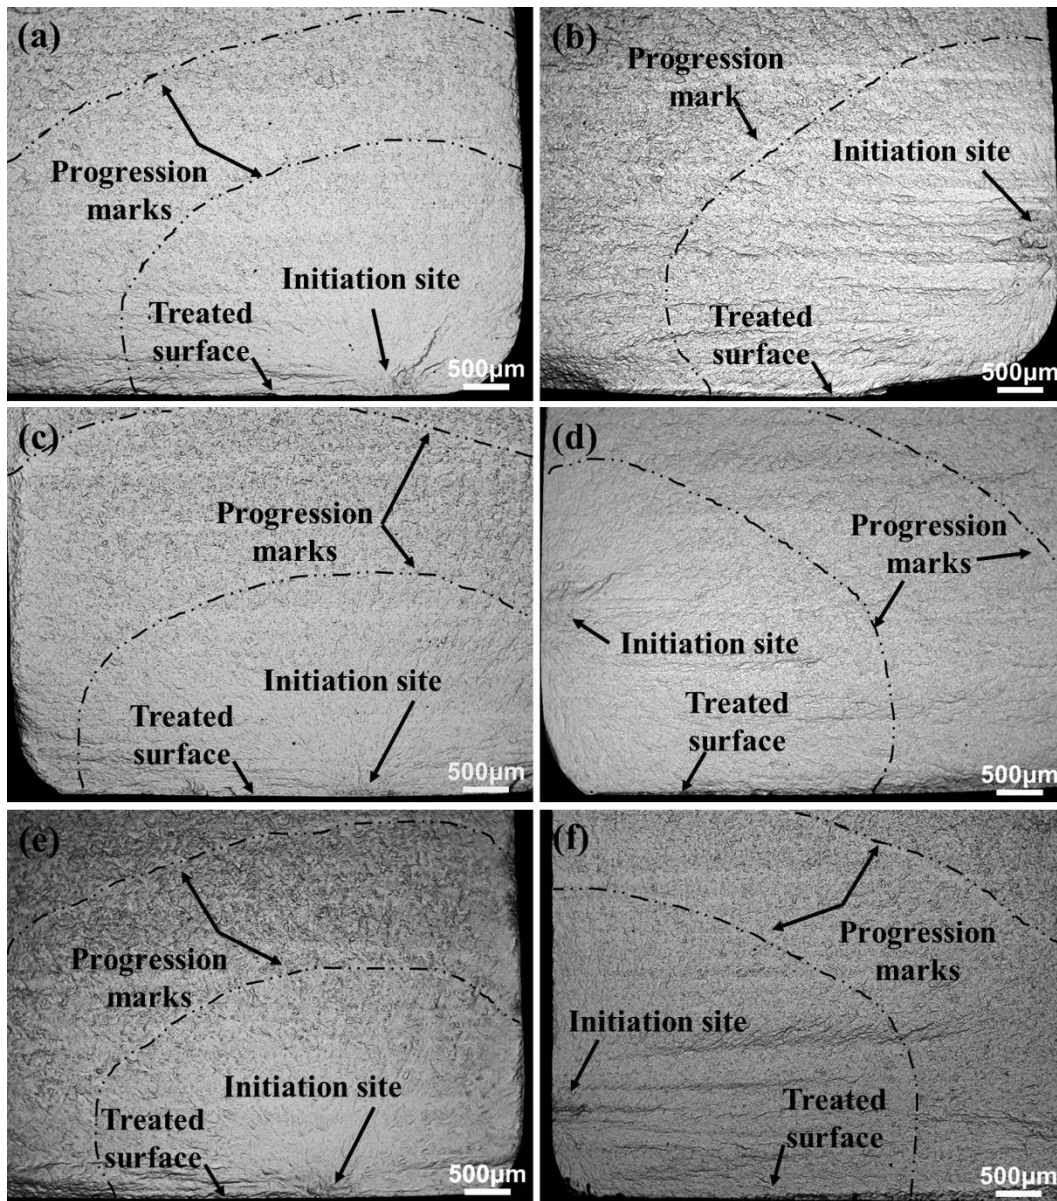 (a)
Progression
marks
Initiation site
Treated
surface
500µm
(b)
Progression
mark
Initiation site
Treated
surface
500µm
(c)
Progression
marks
Initiation site
Treated
surface
500µm
(d)
Progression
marks
Initiation site
Treated
surface
500µm
(e)
Progression
marks
Initiation site
Treated
surface
500µm
(f)
Progression
marks
Initiation site
Treated
surface
500µm